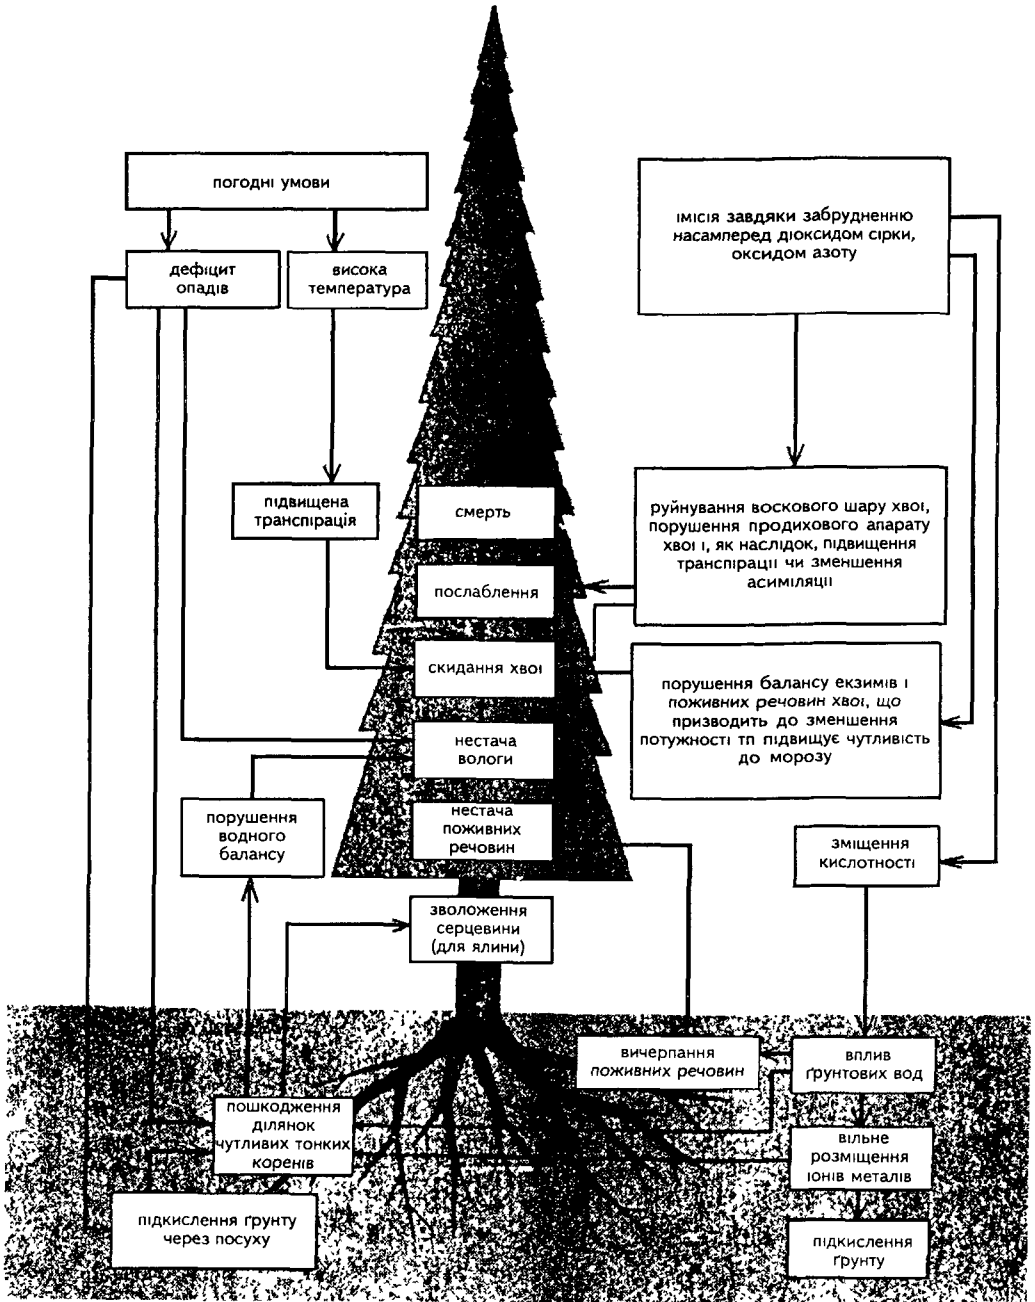 погодні умови
дефіцит
опадів
висока
температура
імісія завдяки забрудненню
насамперед діоксидом сірки,
оксидом азоту
підвищена
транспірація
смерть
послаблення
скидання хвої
нестача
вологи
нестача
поживних
речовин
руйнування воскового шару хвої,
порушення продихового апарату
хвої і, як наслідок, підвищення
транспірації чи зменшення
асиміляції
порушення балансу екзимів і
поживних речовин хвої, що
призводить до зменшення
потужності тп підвищує чутливість
до морозу
порушення
водного
балансу
зміщення
кислотності
зволоження
серцевини
(для ялини)
вичерпання
поживних речовин
вплив
ґрунтових вод
пошкодження
ділянок
чутливих тонких
коренів
вільне
розміщення
іонів металів
підкислення ґрунту
через посуху
підкислення
ґрунту